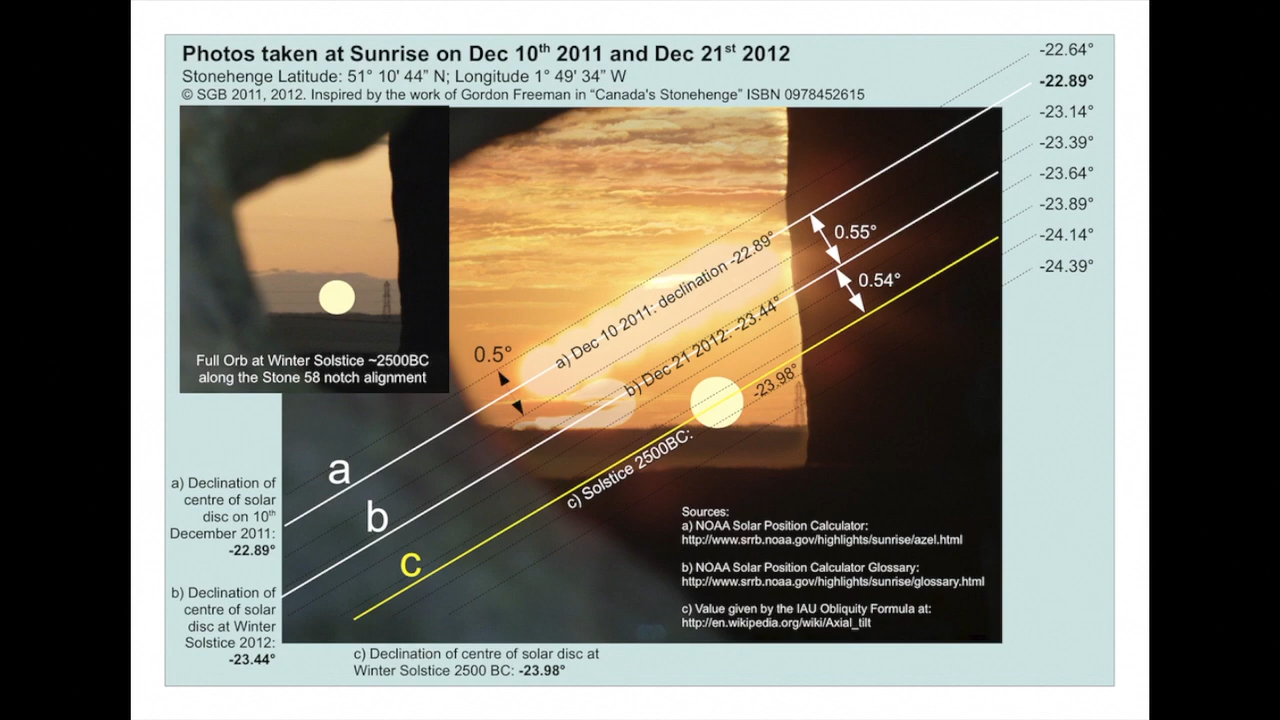 Photos taken at Sunrise on Dec 10th 2011 and Dec 21st 2012
Stonehenge Latitude: 51° 10' 44” N; Longitude 1° 49' 34” W
© SGB 2011, 2012. Inspired by the work of Gordon Freeman in “Canada's Stonehenge” ISBN 0978452615
-22.64°
-22.89°
-23.14°
-23.39°
-23.64°
-23.89°
-24.14°
-24.39°
0.55°
0.54°
0.5°
a) Dec 10 2011: declination -22.89°
b) Dec 21 2012: -23.44°
c) Solstice 2500BC: -23.98°
Full Orb at Winter Solstice ~2500BC
along the Stone 58 notch alignment
a
b
c
a) Declination of
centre of solar
disc on 10th
December 2011:
-22.89°
b) Declination of
centre of solar
disc at Winter
Solstice 2012:
-23.44°
Sources:
a) NOAA Solar Position Calculator:
http://www.srrb.noaa.gov/highlights/sunrise/azel.html
b) NOAA Solar Position Calculator Glossary:
http://www.srrb.noaa.gov/highlights/sunrise/glossary.html
c) Value given by the IAU Obliquity Formula at:
http://en.wikipedia.org/wiki/Axial_tilt
c) Declination of centre of solar disc at
Winter Solstice 2500 BC: -23.98°